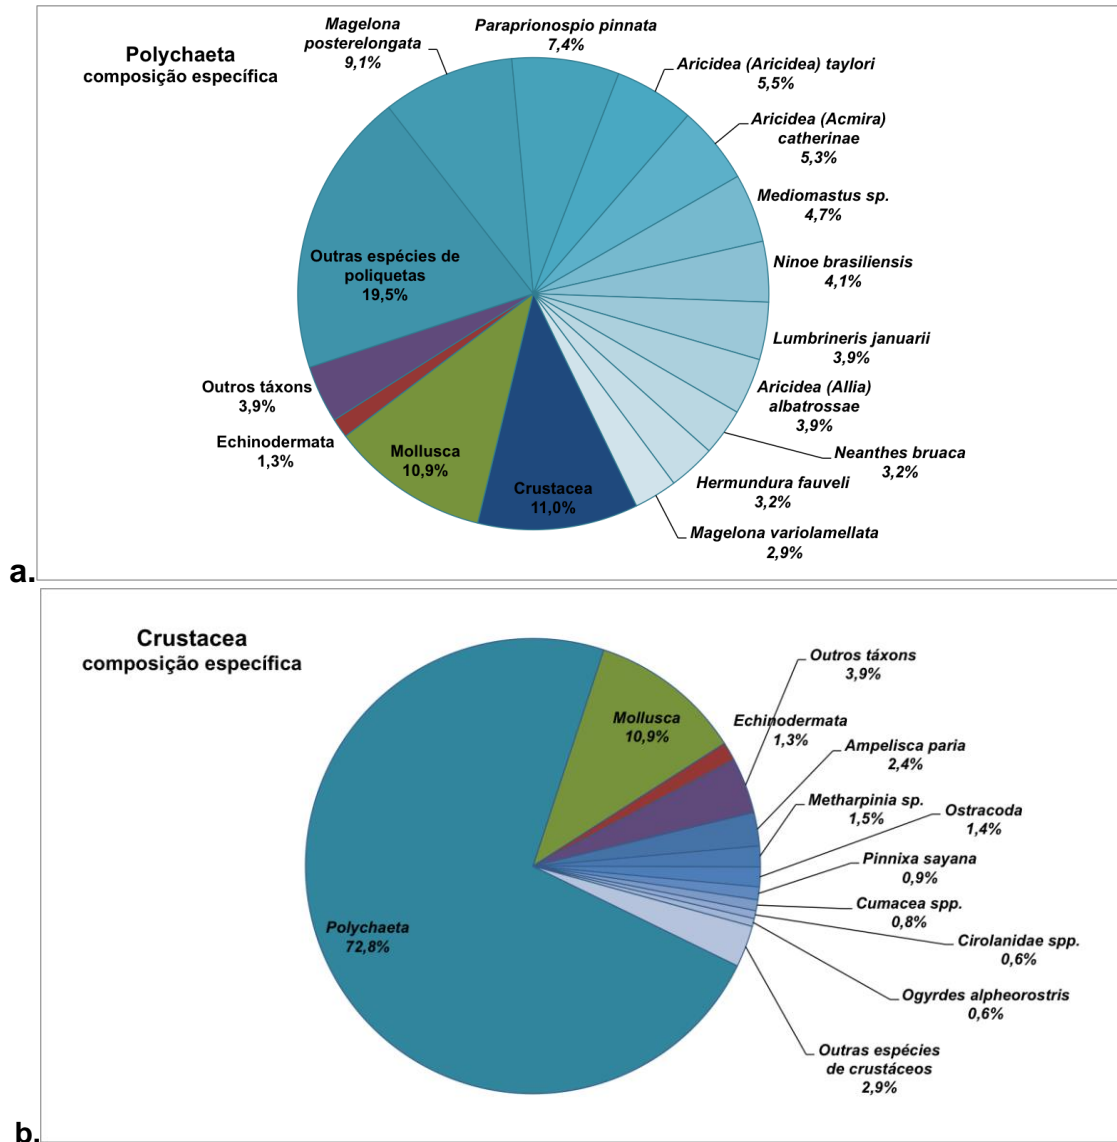 Polychaeta
composição específica
Magelona
posterelongata
9,1%
Paraprionospio pinnata
7,4%
Aricidea (Aricidea) taylori
5,5%
Aricidea (Acmira)
catherinae
5,3%
Mediomastus sp.
4,7%
Ninoe brasiliensis
4,1%
Lumbrineris januarii
3,9%
Aricidea (Allia)
albatrossae
3,9%
Neanthes bruaca
3,2%
Hermundura fauveli
3,2%
Magelona variolamellata
2,9%
Crustacea
11,0%
Mollusca
10,9%
Echinodermata
1,3%
Outros táxons
3,9%
Outras espécies de
poliquetas
19,5%
a.
Crustacea
composição específica
Outros táxons
3,9%
Mollusca
10,9%
Echinodermata
1,3%
Ampelisca paria
2,4%
Metharpinia sp.
1,5%
Ostracoda
1,4%
Pinnixa sayana
0,9%
Cumacea spp.
0,8%
Cirolanidae spp.
0,6%
Ogyrdes alpheorostris
0,6%
Outras espécies
de crustáceos
2,9%
Polychaeta
72,8%
b.